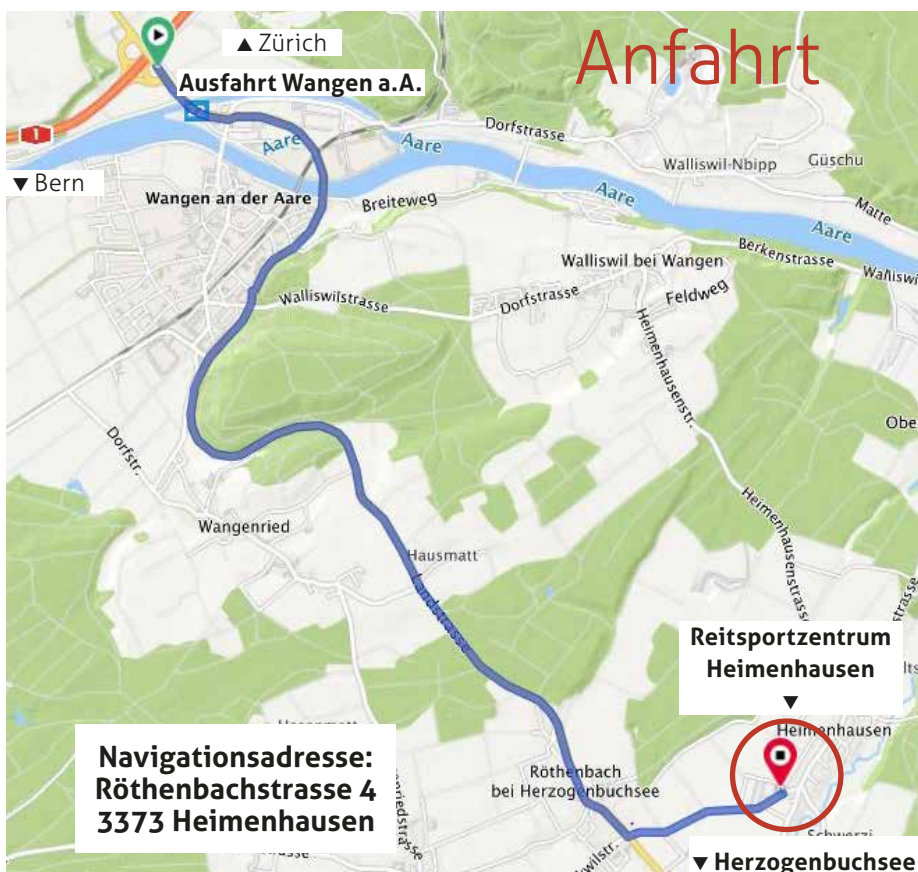 ▲ Zürich
Anfahrt
Ausfahrt Wangen a.A.
1
▼ Bern
Aare
Aare
Dorfstrasse
Walliswil-Nbipp
Güschu
Wangen an der Aare
Breiteweg
Aare
Matte
Aare
Berkenstrasse
Walliswil bei Wangen
Walliswilstrasse
Dorfstrasse
Feldweg
Heimenhausenstr.
Dorfstr.
Wangenried
Heimenhausenstrasse
Hausmatt
Landstrasse
Reitsportzentrum
Heimenhausen
▼
Heimenhausen
Navigationsadresse:
Röthenbachstrasse 4
3373 Heimenhausen
Röthenbach
bei Herzogenbuchsee
▼ Herzogenbuchsee